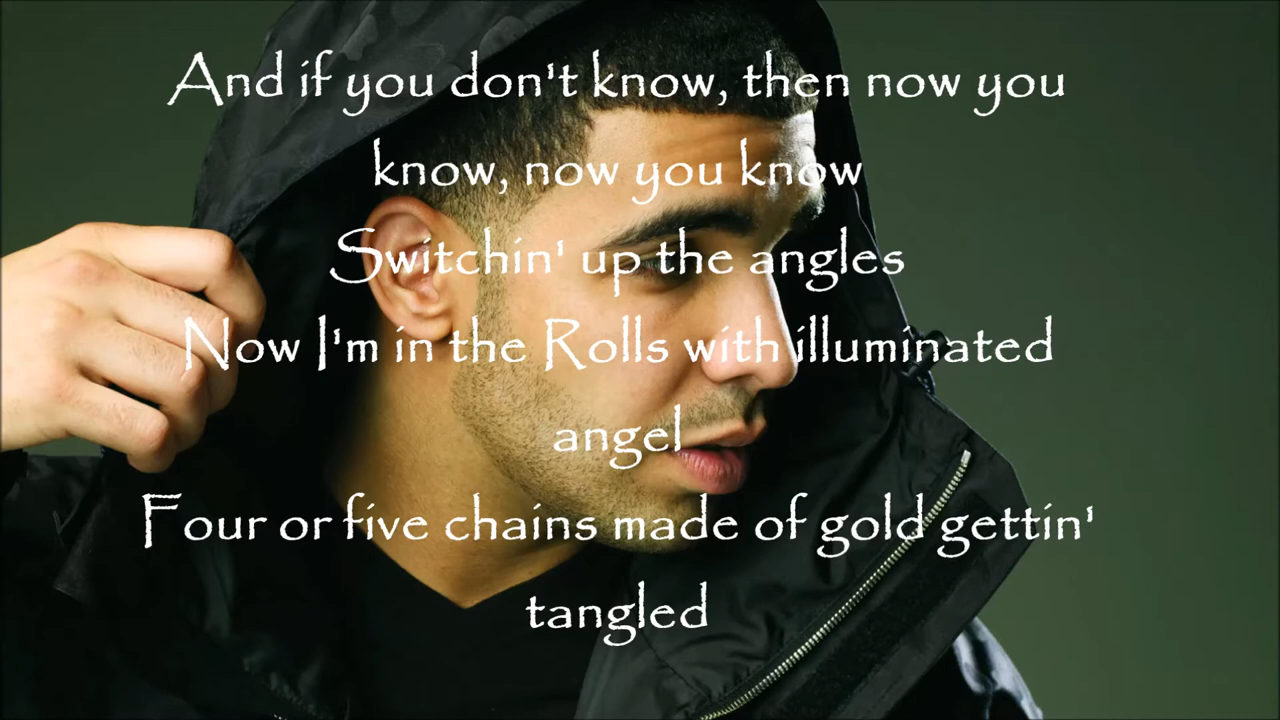 And if you don't know, then now you
know, now you know
Switchin' up the angles
Now I'm in the Rolls with illuminated
angel
Four or five chains made of gold gettin'
tangled